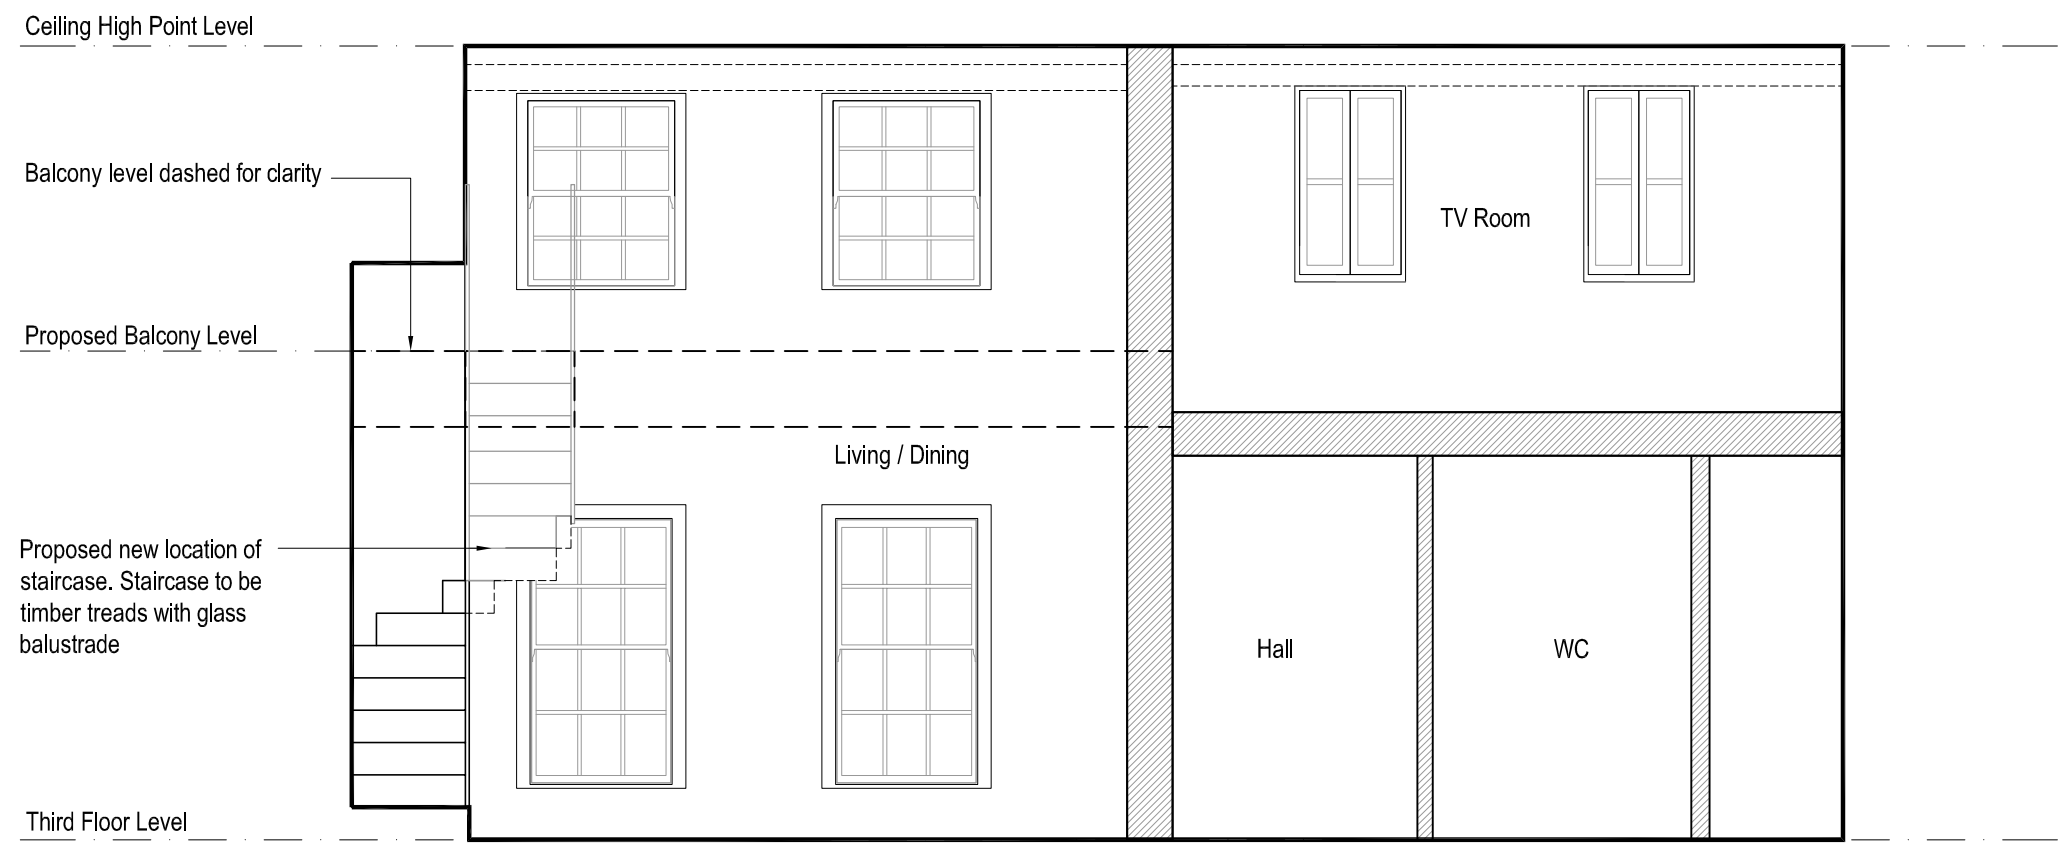 Ceiling High Point Level
Balcony level dashed for clarity
TV Room
Proposed Balcony Level
Living / Dining
Proposed new location of
staircase. Staircase to be
timber treads with glass
balustrade
Hall
WC
Third Floor Level